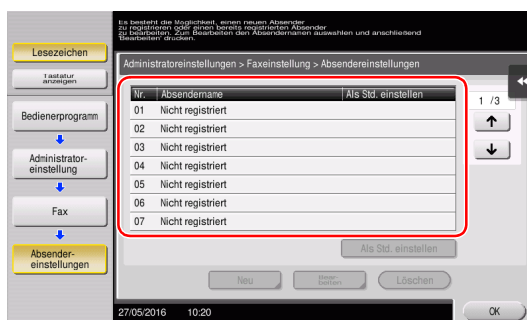 Es besteht die Möglichkeit, einen neuen Absender
zu registrieren oder einen bereits registrierten Absender
zu bearbeiten. Zum Bearbeiten den Absendernamen auswählen und anschließend
'Bearbeiten' drücken.
Lesezeichen
Tastatur
anzeigen
Bedienerprogramm
Administrator-
einstellung
Fax
Absender-
einstellungen
Administratoreinstellungen > Faxeinstellung > Absendereinstellungen
Nr. Absendername Als Std. einstellen
01 Nicht registriert
02 Nicht registriert
03 Nicht registriert
04 Nicht registriert
05 Nicht registriert
06 Nicht registriert
07 Nicht registriert
1 /3
Als Std. einstellen
Neu
Bear-
beiten
Löschen
27/05/2016 10:20
OK